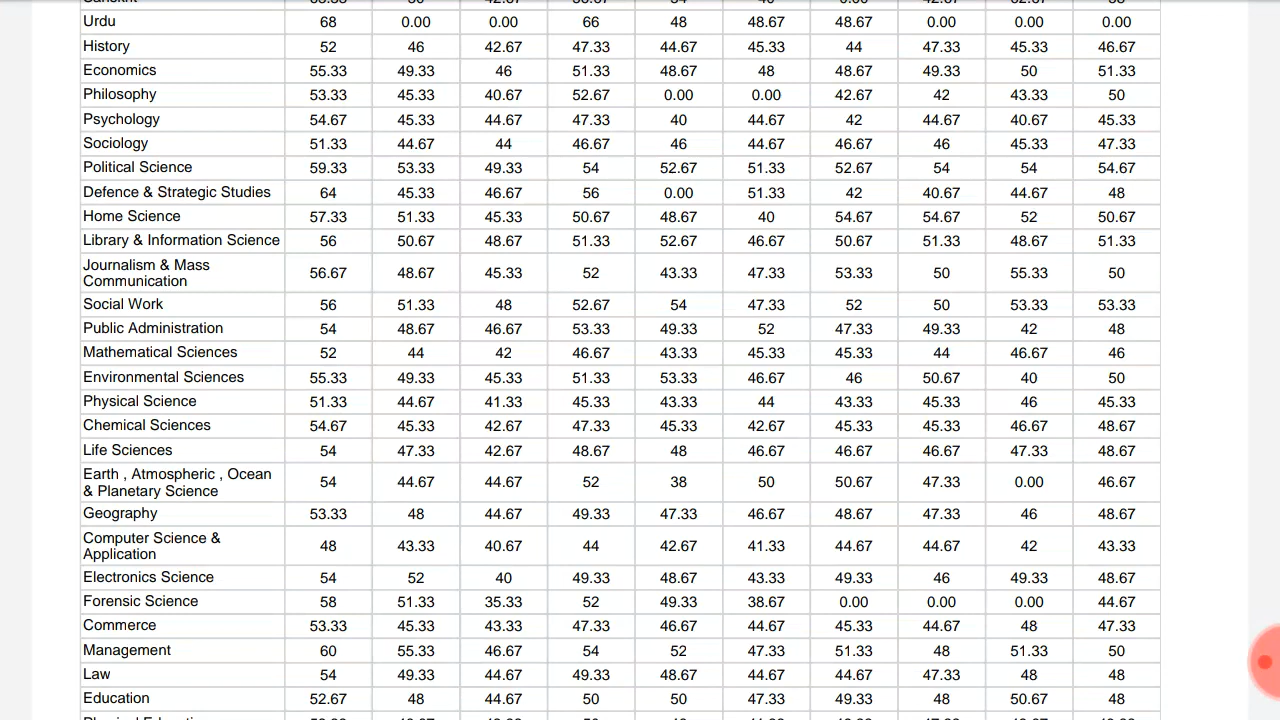 Urdu 68 0.00 0.00 66 48 48.67 48.67 0.00 0.00 0.00
History 52 46 42.67 47.33 44.67 45.33 44 47.33 45.33 46.67
Economics 55.33 49.33 46 51.33 48.67 48 48.67 49.33 50 51.33
Philosophy 53.33 45.33 40.67 52.67 0.00 0.00 42.67 42 43.33 50
Psychology 54.67 45.33 44.67 47.33 40 44.67 42 44.67 40.67 45.33
Sociology 51.33 44.67 44 46.67 46 44.67 46.67 46 45.33 47.33
Political Science 59.33 53.33 49.33 54 52.67 51.33 52.67 54 54 54.67
Defence & Strategic Studies 64 45.33 46.67 56 0.00 51.33 42 40.67 44.67 48
Home Science 57.33 51.33 45.33 50.67 48.67 40 54.67 54.67 52 50.67
Library & Information Science 56 50.67 48.67 51.33 52.67 46.67 50.67 51.33 48.67 51.33
Journalism & Mass
Communication 56.67 48.67 45.33 52 43.33 47.33 53.33 50 55.33 50
Social Work 56 51.33 48 52.67 54 47.33 52 50 53.33 53.33
Public Administration 54 48.67 46.67 53.33 49.33 52 47.33 49.33 42 48
Mathematical Sciences 52 44 42 46.67 43.33 45.33 45.33 44 46.67 46
Environmental Sciences 55.33 49.33 45.33 51.33 53.33 46.67 46 50.67 40 50
Physical Science 51.33 44.67 41.33 45.33 43.33 44 43.33 45.33 46 45.33
Chemical Sciences 54.67 45.33 42.67 47.33 45.33 42.67 45.33 45.33 46.67 48.67
Life Sciences 54 47.33 42.67 48.67 48 46.67 46.67 46.67 47.33 48.67
Earth , Atmospheric , Ocean
& Planetary Science 54 44.67 44.67 52 38 50 50.67 47.33 0.00 46.67
Geography 53.33 48 44.67 49.33 47.33 46.67 48.67 47.33 46 48.67
Computer Science &
Application 48 43.33 40.67 44 42.67 41.33 44.67 44.67 42 43.33
Electronics Science 54 52 40 49.33 48.67 43.33 49.33 46 49.33 48.67
Forensic Science 58 51.33 35.33 52 49.33 38.67 0.00 0.00 0.00 44.67
Commerce 53.33 45.33 43.33 47.33 46.67 44.67 45.33 44.67 48 47.33
Management 60 55.33 46.67 54 52 47.33 51.33 48 51.33 50
Law 54 49.33 44.67 49.33 48.67 44.67 44.67 47.33 48 48
Education 52.67 48 44.67 50 50 47.33 49.33 48 50.67 48